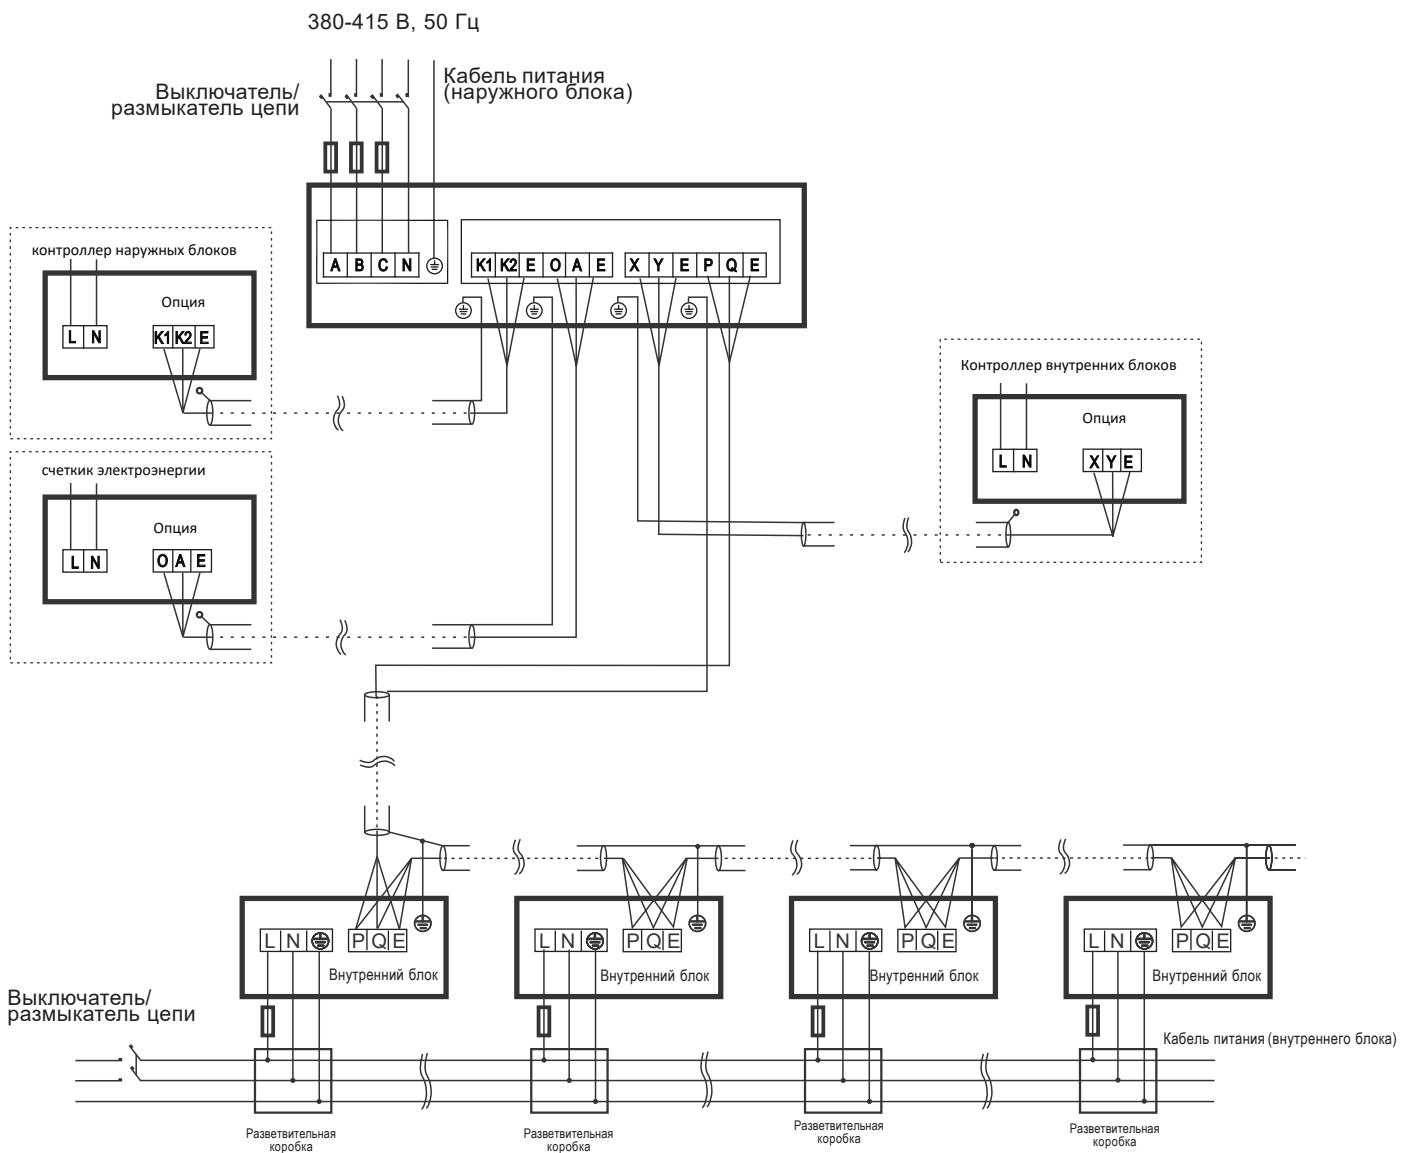 380-415 В, 50 Гц
Кабель питания
(наружного блока)
Выключатель/
размыкатель цепи
A B C N
K1 K2 E O A E
X Y E P Q E
контроллер наружных блоков
Опция
L N
K1 K2 E
Контроллер внутренних блоков
Опция
L N
X Y E
счеткик электроэнергии
Опция
L N
O A E
L N
P Q E
Внутренний блок
L N
P Q E
Внутренний блок
L N
P Q E
Внутренний блок
L N
P Q E
Внутренний блок
Выключатель/
размыкатель цепи
Кабель питания (внутреннего блока)
Разветвительная
коробка
Разветвительная
коробка
Разветвительная
коробка
Разветвительная
коробка